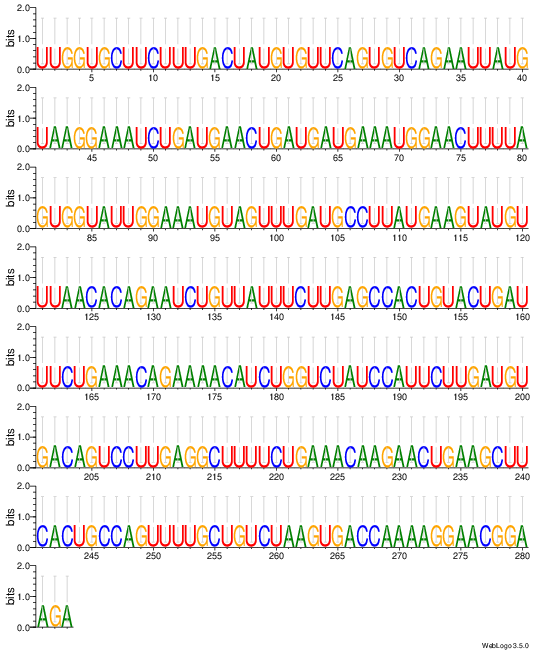 2.0
1.0
0.0
bits
UUGGUGCUUCUUUGACUAUGUGUUCAGUGUCAGAAUUAUG
5 10 15 20 25 30 35 40
2.0
1.0
0.0
bits
UAAGGAAAUCUGAUGAACUGAUGAUGAAAUGGAACUUUUA
45 50 55 60 65 70 75 80
2.0
1.0
0.0
bits
GUGGUAUUGGAAAUGUAGUUUGAUGCCUUAUGAAGUAUGU
85 90 95 100 105 110 115 120
2.0
1.0
0.0
bits
UUAACACAGAAUCUGUUAUUUCUUGAGCCACUGUACUGAU
125 130 135 140 145 150 155 160
2.0
1.0
0.0
bits
UUCUGAAACAGAAAACAUCUGGUCUAUCCAUUCUUGAUGU
165 170 175 180 185 190 195 200
2.0
1.0
0.0
bits
GACAGUCCUUGAGGCUUUUCUGAAACAAGAACUGAAGCUU
205 210 215 220 225 230 235 240
2.0
1.0
0.0
bits
CACUGCCAGUUUUGCUGUCUAAGUGACCAAAAGGAACGGA
245 250 255 260 265 270 275 280
2.0
1.0
0.0
bits
AGA
WebLogo 3.5.0